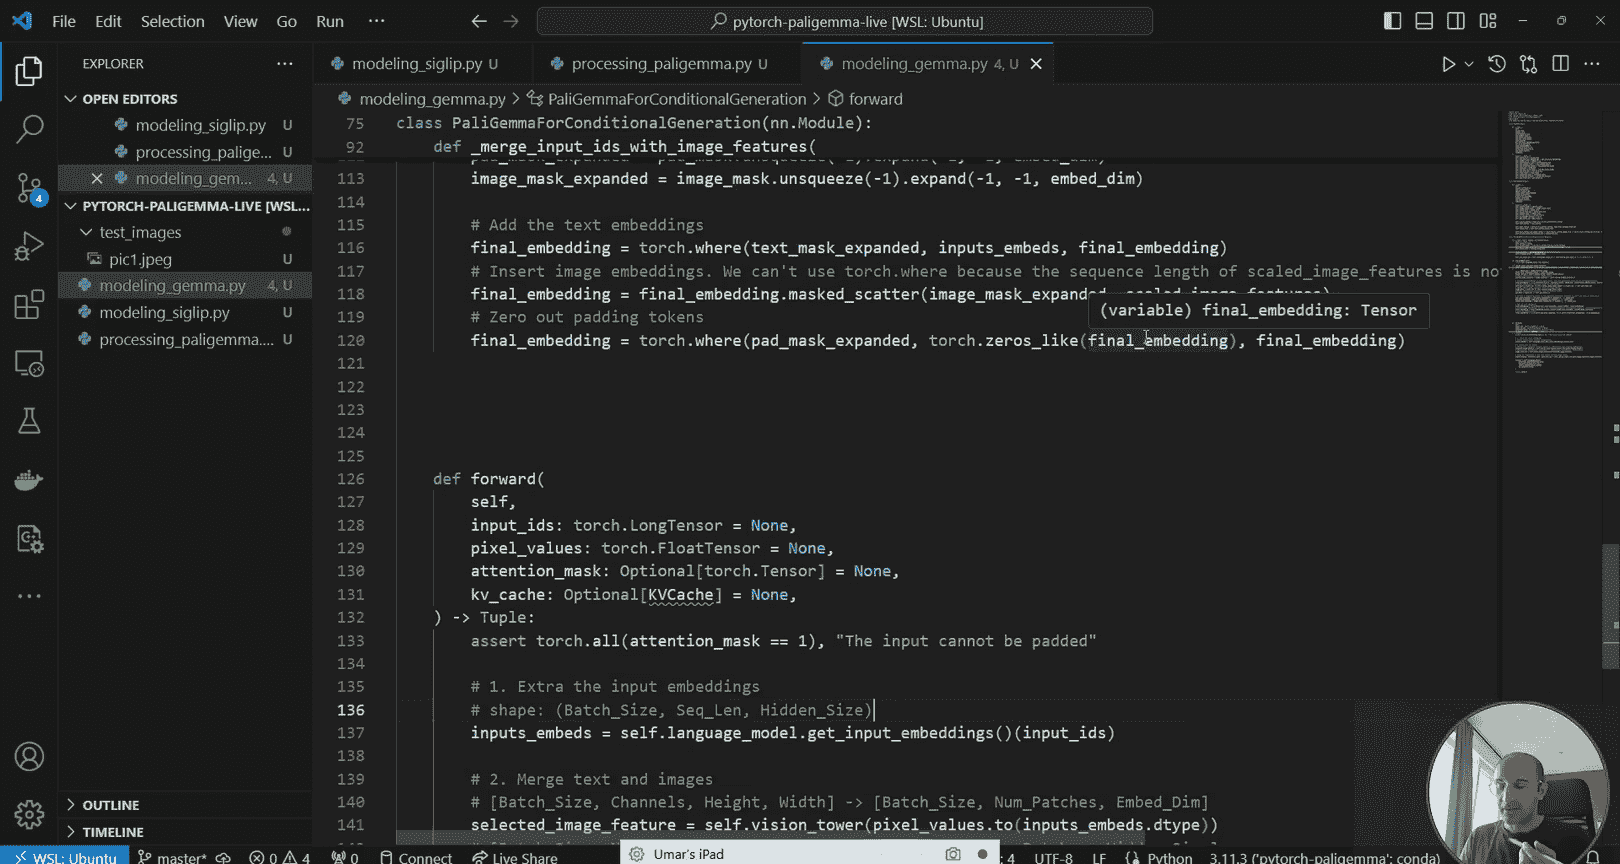 File Edit Selection View Go Run ··· pytorch-paligemma-live [WSL: Ubuntu]
EXPLORER
OPEN EDITORS
modeling_siglip.py U
processing_palige... U
modeling_gem... 4, U
PYTORCH-PALIGEMMA-LIVE [WSL...
test_images
pic1.jpeg U
modeling_gemma.py 4, U
modeling_siglip.py U
processing_paligemma.... U
OUTLINE
TIMELINE
4
modeling_siglip.py U processing_paligemma.py U modeling_gemma.py 4, U
modeling_gemma.py > PaliGemmaForConditionalGeneration > forward
75 class PaliGemmaForConditionalGeneration(nn.Module):
92 def _merge_input_ids_with_image_features(
113 image_mask_expanded = image_mask.unsqueeze(-1).expand(-1, -1, embed_dim)
114
115 # Add the text embeddings
116 final_embedding = torch.where(text_mask_expanded, inputs_embeds, final_embedding)
117 # Insert image embeddings. We can't use torch.where because the sequence length of scaled_image_features is no
118 final_embedding = final_embedding.masked_scatter(image_mask_expanded, scaled_image_features)
(variable) final_embedding: Tensor
119 # Zero out padding tokens
120 final_embedding = torch.where(pad_mask_expanded, torch.zeros_like(final_embedding), final_embedding)
121
122
123
124
125
126 def forward(
127 self,
128 input_ids: torch.LongTensor = None,
129 pixel_values: torch.FloatTensor = None,
130 attention_mask: Optional[torch.Tensor] = None,
131 kv_cache: Optional[KVCache] = None,
132 ) -> Tuple:
133 assert torch.all(attention_mask == 1), "The input cannot be padded"
134
135 # 1. Extra the input embeddings
136 # shape: (Batch_Size, Seq_Len, Hidden_Size)
137 inputs_embeds = self.language_model.get_input_embeddings()(input_ids)
138
139 # 2. Merge text and images
140 # [Batch_Size, Channels, Height, Width] -> [Batch_Size, Num_Patches, Embed_Dim]
141 selected_image_feature = self.vision_tower(pixel_values.to(inputs_embeds.dtype))
WSL: Ubuntu master* 0 4 0 Connect Live Share Umar's iPad : 4 UTF-8 LF {} Python 3.11.3 ('pytorch-paligemma': conda)